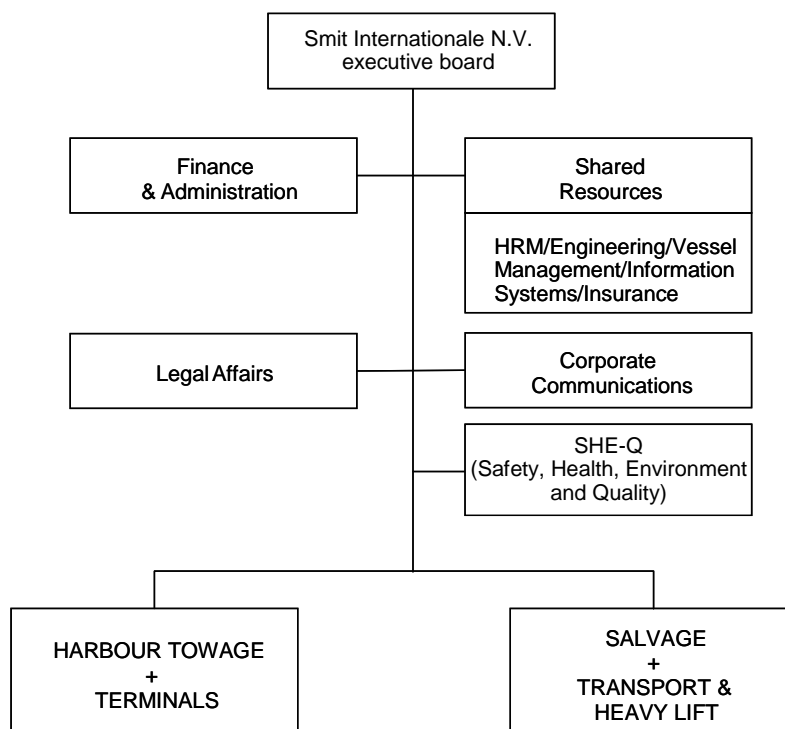 Smit Internationale N.V.
executive board
Finance
& Administration
Shared
Resources
HRM/Engineering/Vessel
Management/Information
Systems/Insurance
Legal Affairs
Corporate
Communications
SHE-Q
(Safety, Health, Environment
and Quality)
HARBOUR TOWAGE
+
TERMINALS
SALVAGE
+
TRANSPORT &
HEAVY LIFT